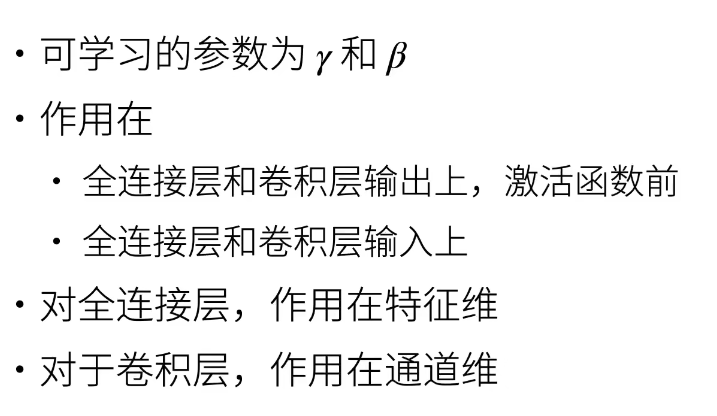 • 可学习的参数为 γ 和 β
• 作用在
• 全连接层和卷积层输出上，激活函数前
• 全连接层和卷积层输入上
• 对全连接层，作用在特征维
• 对于卷积层，作用在通道维